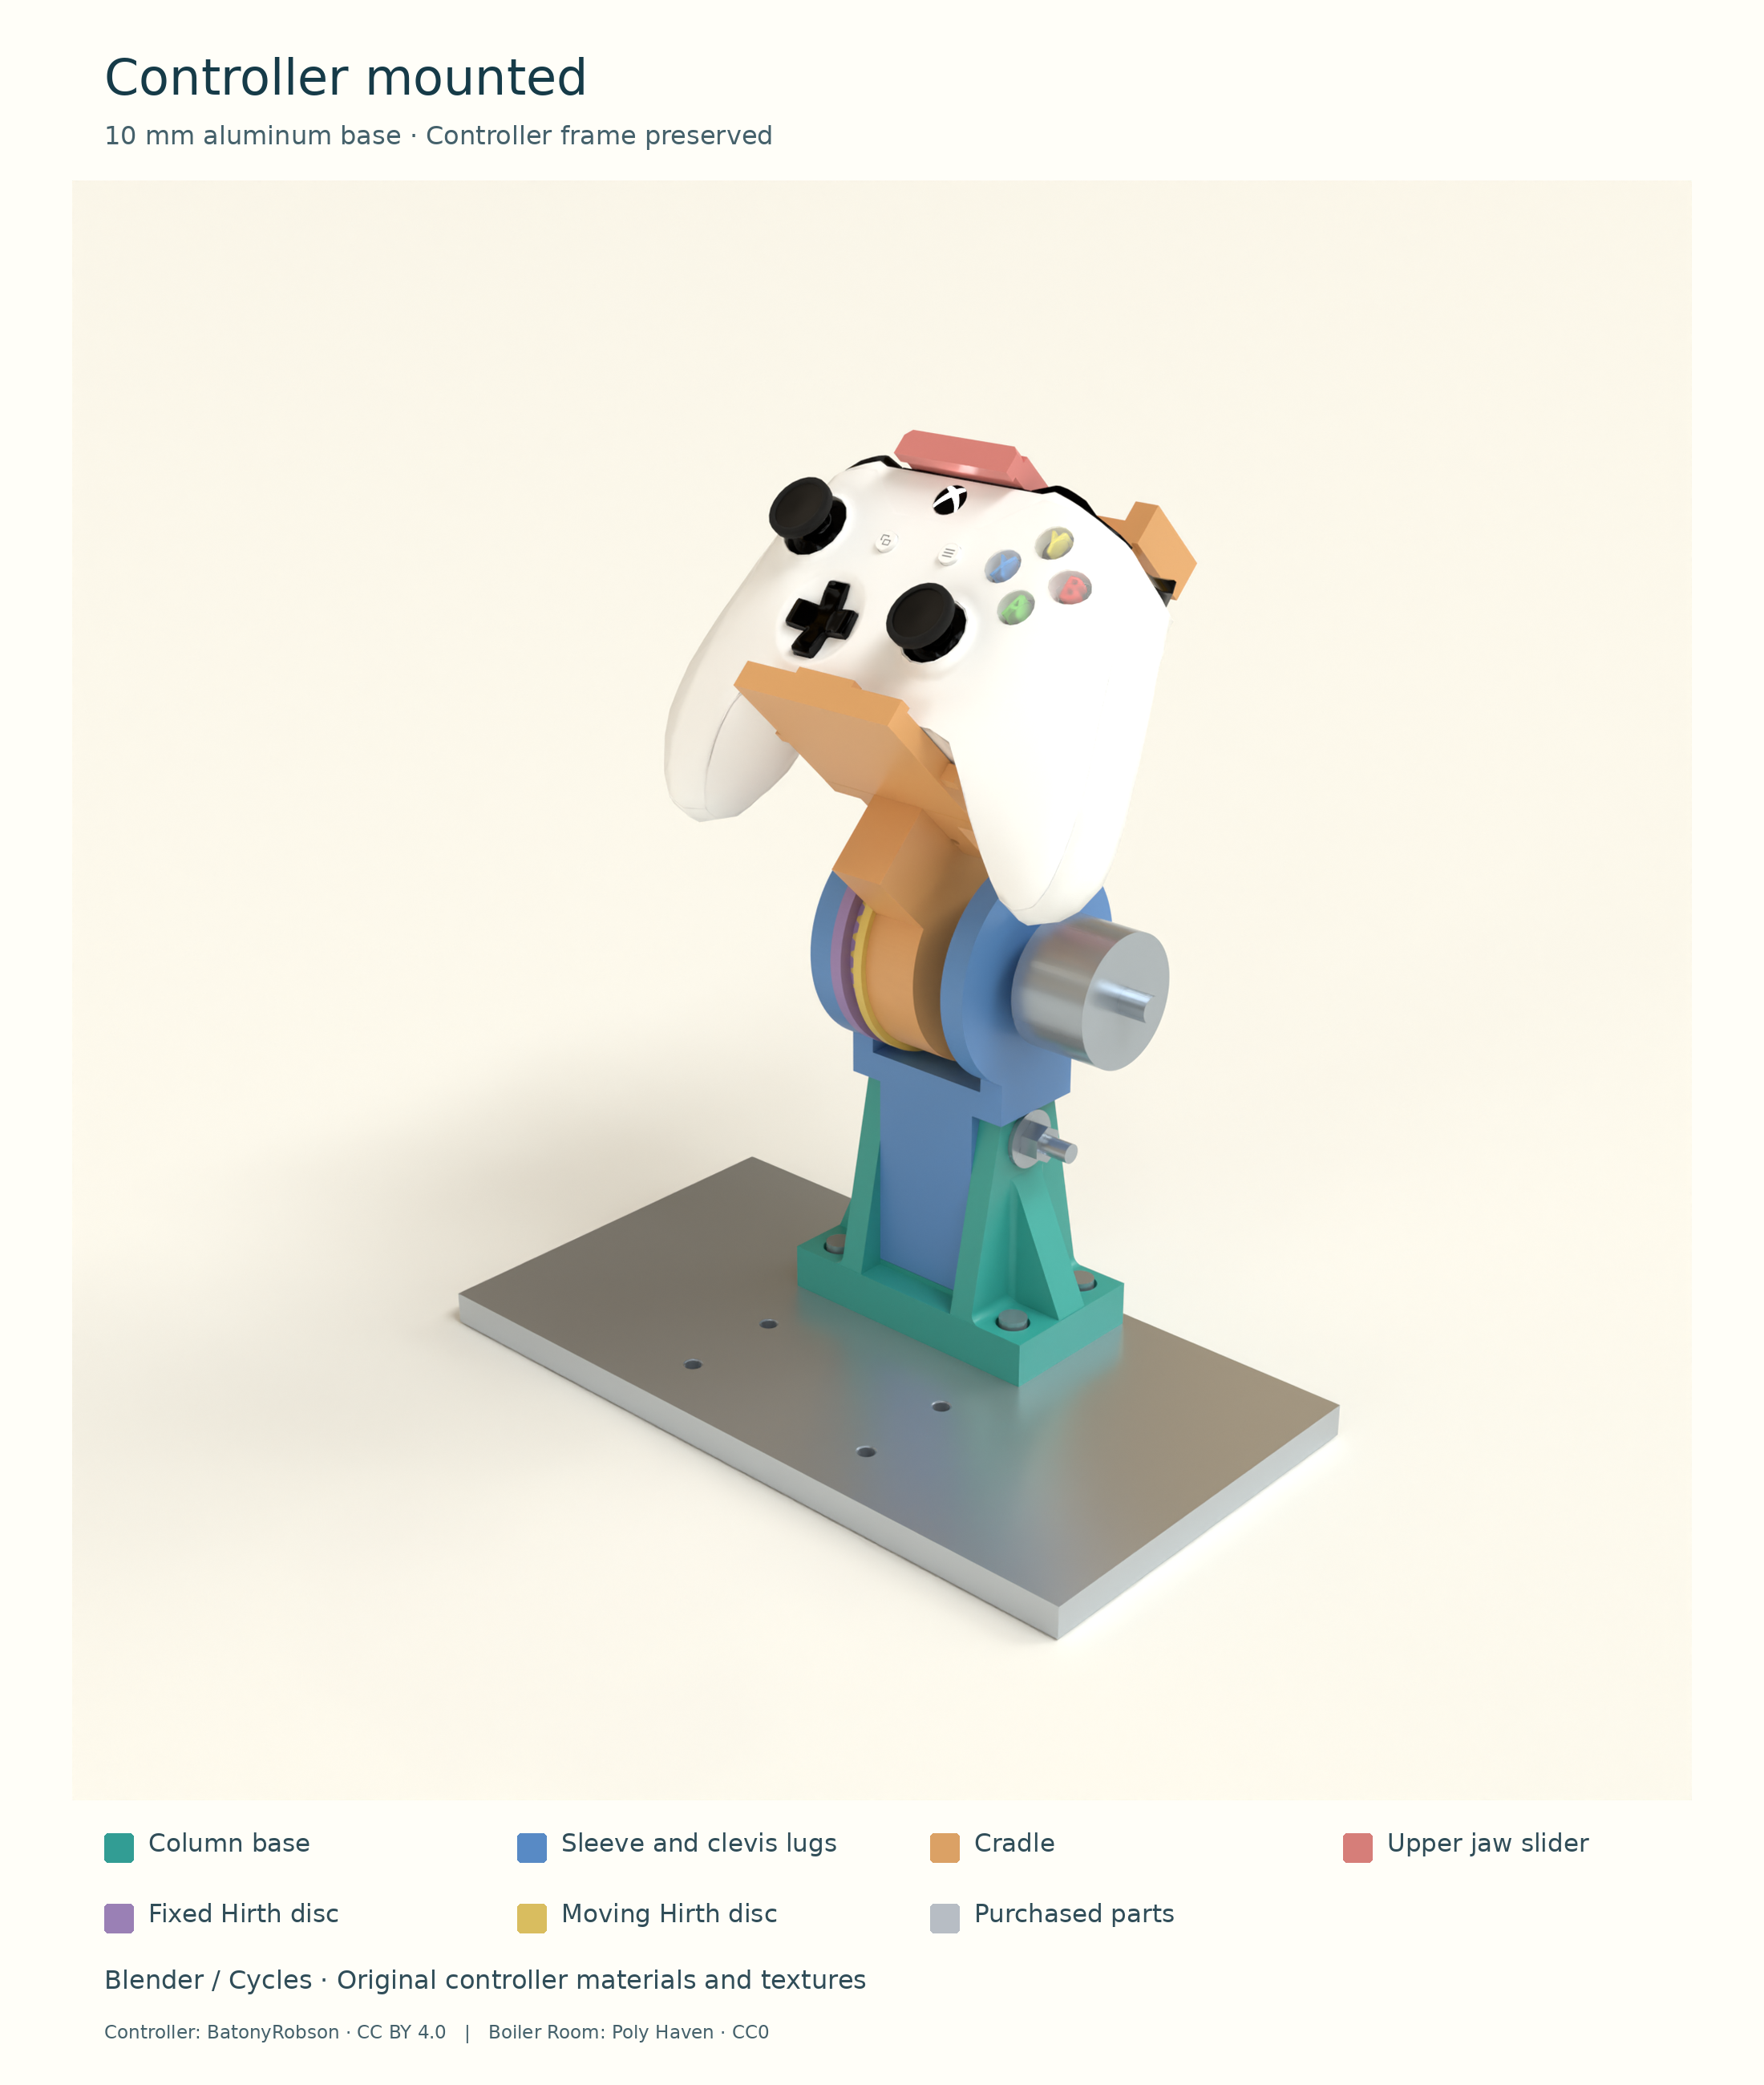 Controller mounted
10 mm aluminum base · Controller frame preserved
Y
X
B
A
Column base
Sleeve and clevis lugs
Cradle
Upper jaw slider
Fixed Hirth disc
Moving Hirth disc
Purchased parts
Blender / Cycles · Original controller materials and textures
Controller: BatonyRobson · CC BY 4.0 | Boiler Room: Poly Haven · CC0